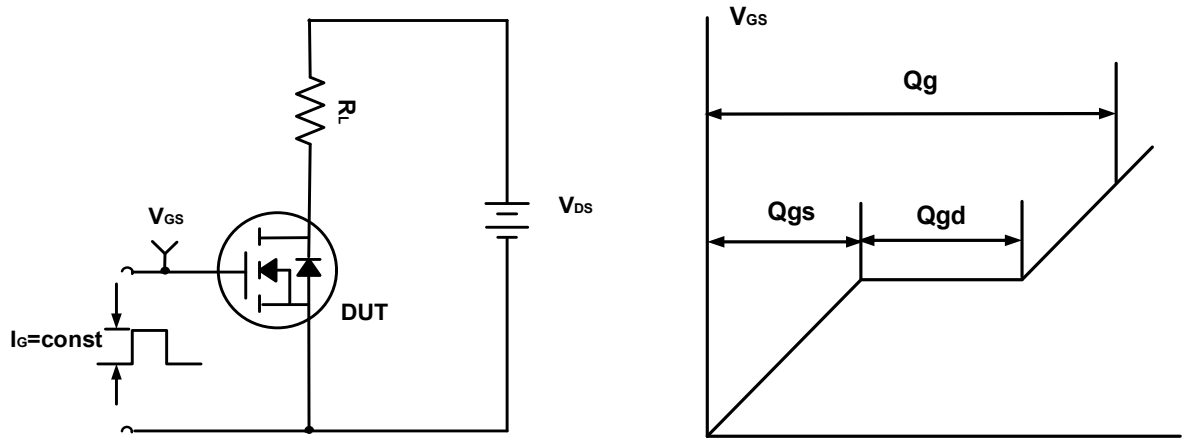 RL
VGS
VDS
DUT
IG=const
VGS
Qg
Qgs
Qgd